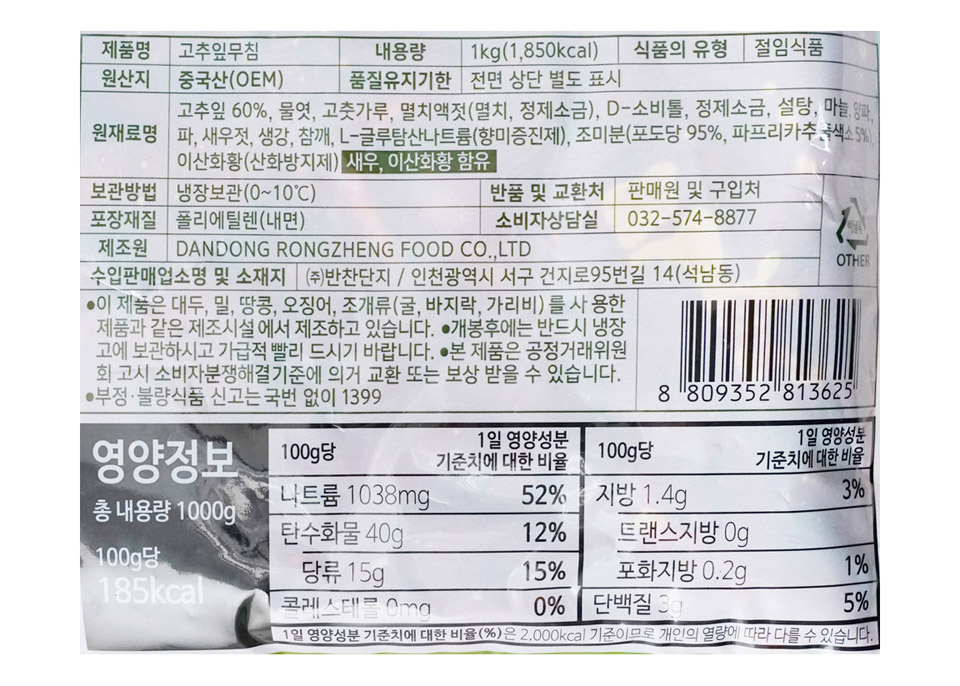 제품명 고추잎무침 내용량 1kg(1,850kcal) 식품의 유형 절임식품
원산지 중국산(OEM) 품질유지기한 전면 상단 별도 표시
원재료명 고추잎 60%, 물엿, 고춧가루, 멸치액젓(멸치, 정제소금), D-소비톨, 정제소금, 설탕, 마늘, 양파,
파, 새우젓, 생강, 참깨, L-글루탐산나트륨(향미증진제), 조미분(포도당 95%, 파프리카추출색소 5%),
이산화황(산화방지제) 새우, 이산화황 함유
보관방법 냉장보관(0~10℃) 반품 및 교환처 판매원 및 구입처
포장재질 폴리에틸렌(내면) 소비자상담실 032-574-8877
제조원 DANDONG RONGZHENG FOOD CO.,LTD
OTHER
수입판매업소명 및 소재지 ㈜반찬단지 / 인천광역시 서구 건지로95번길 14(석남동)
●이 제품은 대두, 밀, 땅콩, 오징어, 조개류(굴, 바지락, 가리비) 를 사 용한
제품과 같은 제조시설에서 제조하고 있습니다. ●개봉후에는 반드시 냉장
고에 보관하시고 가급적 빨리 드시기 바랍니다. ●본 제품은 공정거래위원
회 고시 소비자분쟁해결기준에 의거 교환 또는 보상 받을 수 있습니다.
●부정·불량식품 신고는 국번 없이 1399
8 809352 813625
영양정보
총 내용량 1000g
100g당
185kcal
100g당 1일 영양성분
기준치에 대한 비율
나트륨 1038mg 52%
탄수화물 40g 12%
당류 15g 15%
콜레스테롤 0mg 0%
100g당 1일 영양성분
기준치에 대한 비율
지방 1.4g 3%
트랜스지방 0g
포화지방 0.2g 1%
단백질 3g 5%
1일 영양성분 기준치에 대한 비율(%)은 2,000kcal 기준이므로 개인의 열량에 따라 다를 수 있습니다.